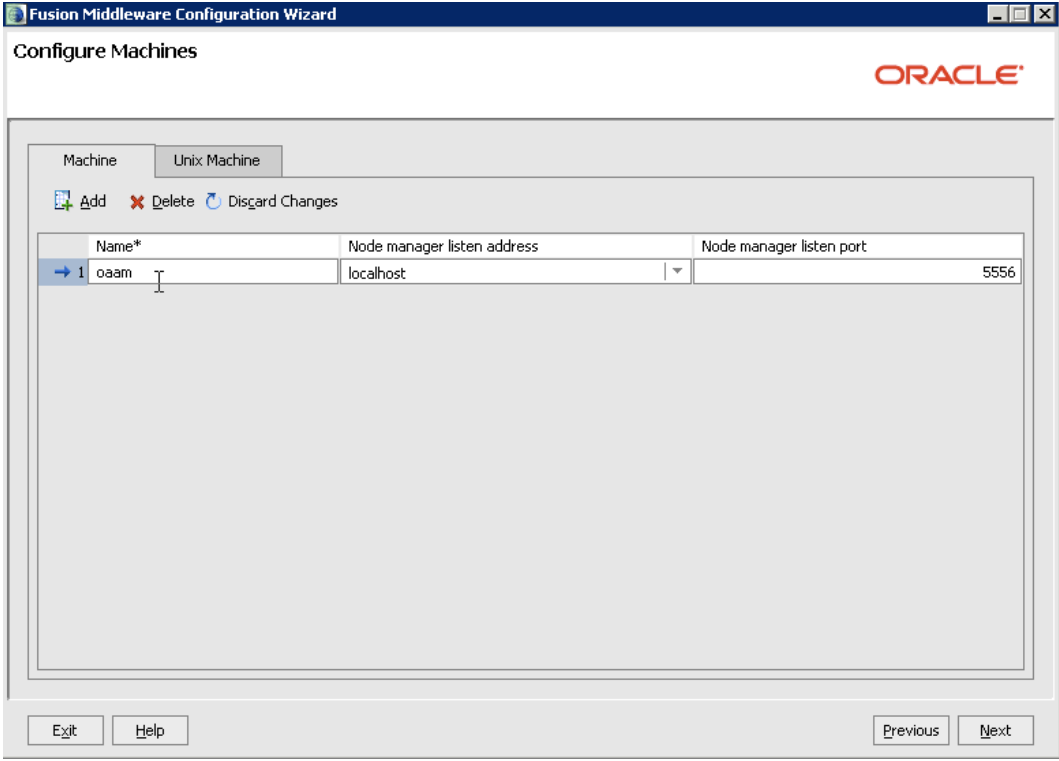 Fusion Middleware Configuration Wizard
Configure Machines
ORACLE
Machine Unix Machine
Add Delete Discard Changes
Name* Node manager listen address Node manager listen port
1 oaam localhost 5556
Exit Help Previous Next